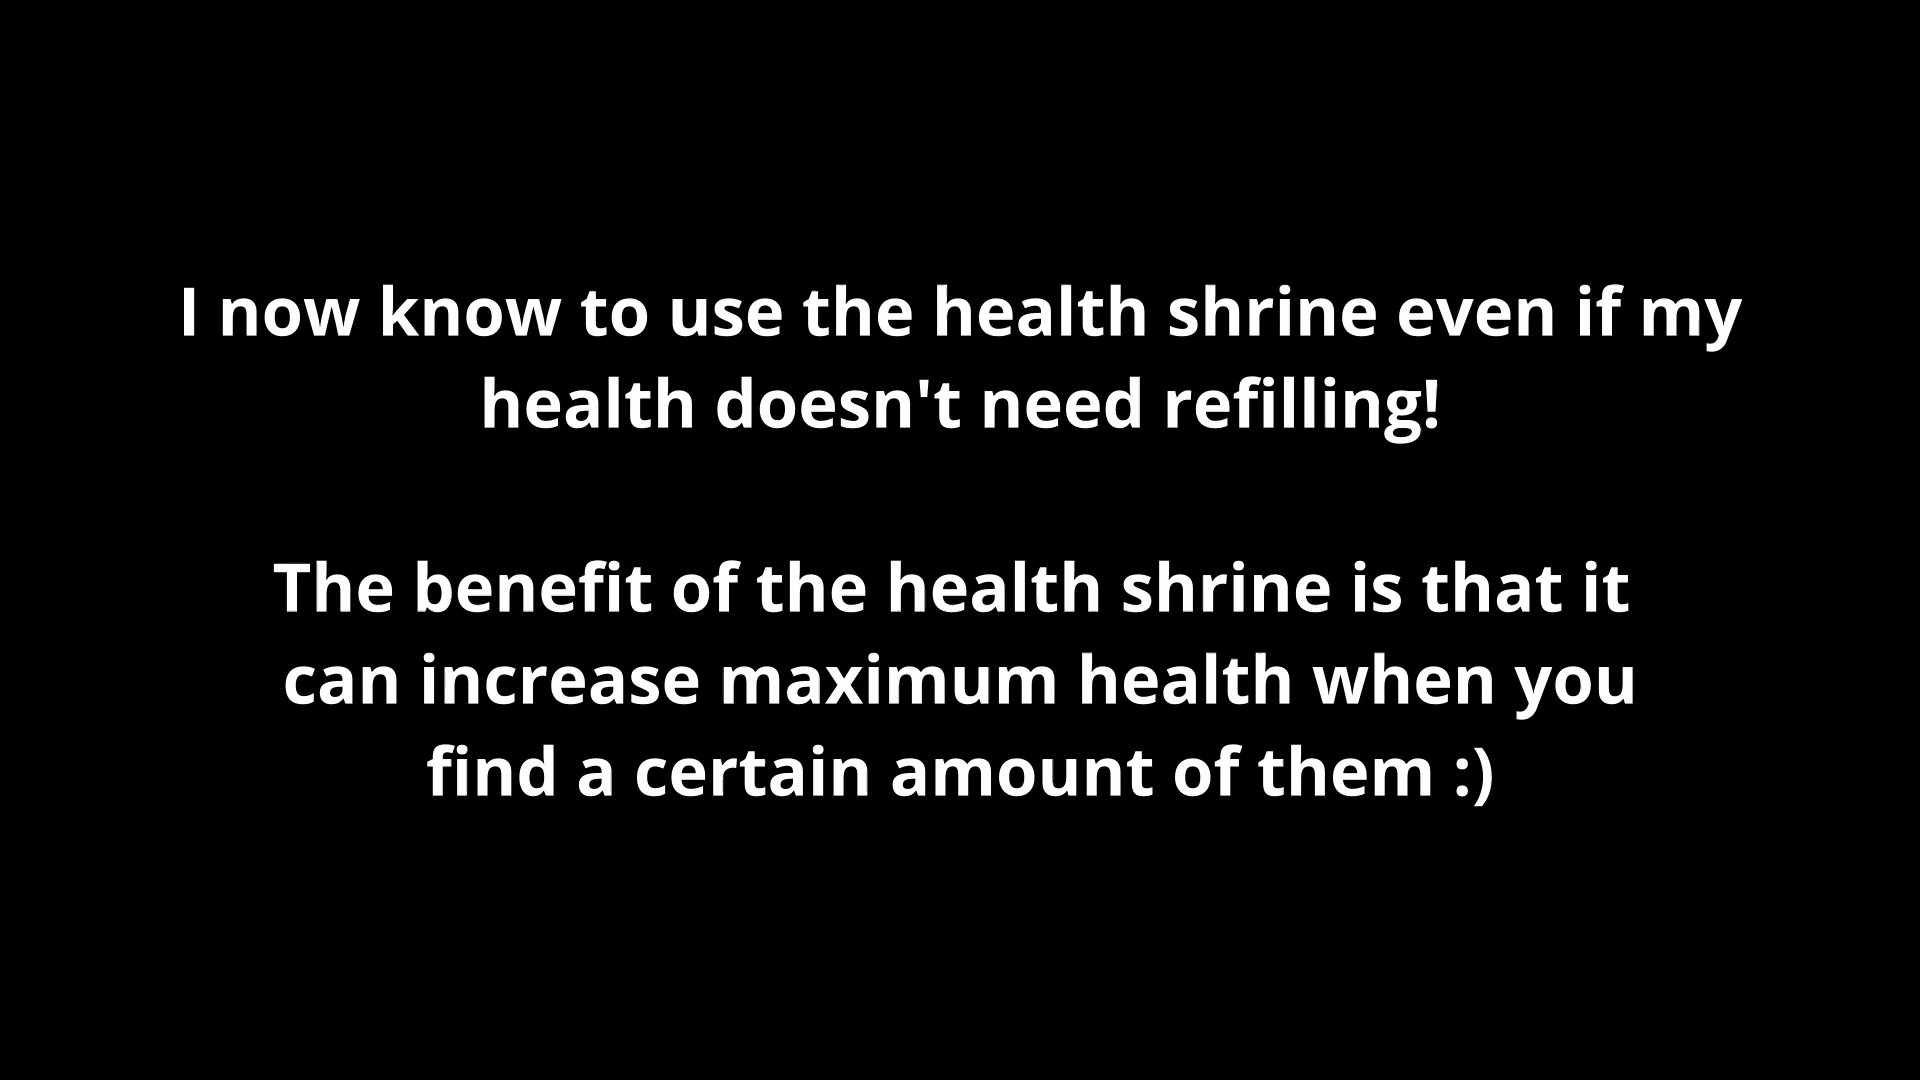 I now know to use the health shrine even if my
health doesn't need refilling!
The benefit of the health shrine is that it
can increase maximum health when you
find a certain amount of them :)